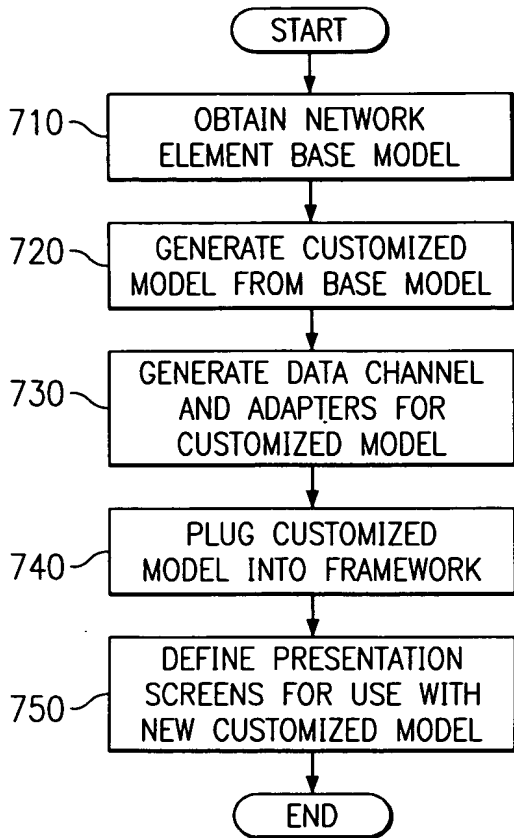 START
710
OBTAIN NETWORK
ELEMENT BASE MODEL
720
GENERATE CUSTOMIZED
MODEL FROM BASE MODEL
730
GENERATE DATA CHANNEL
AND ADAPTERS FOR
CUSTOMIZED MODEL
740
PLUG CUSTOMIZED
MODEL INTO FRAMEWORK
750
DEFINE PRESENTATION
SCREENS FOR USE WITH
NEW CUSTOMIZED MODEL
END